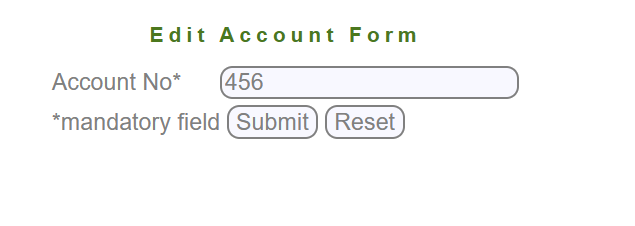 Edit Account Form
Account No* 456
*mandatory field Submit Reset